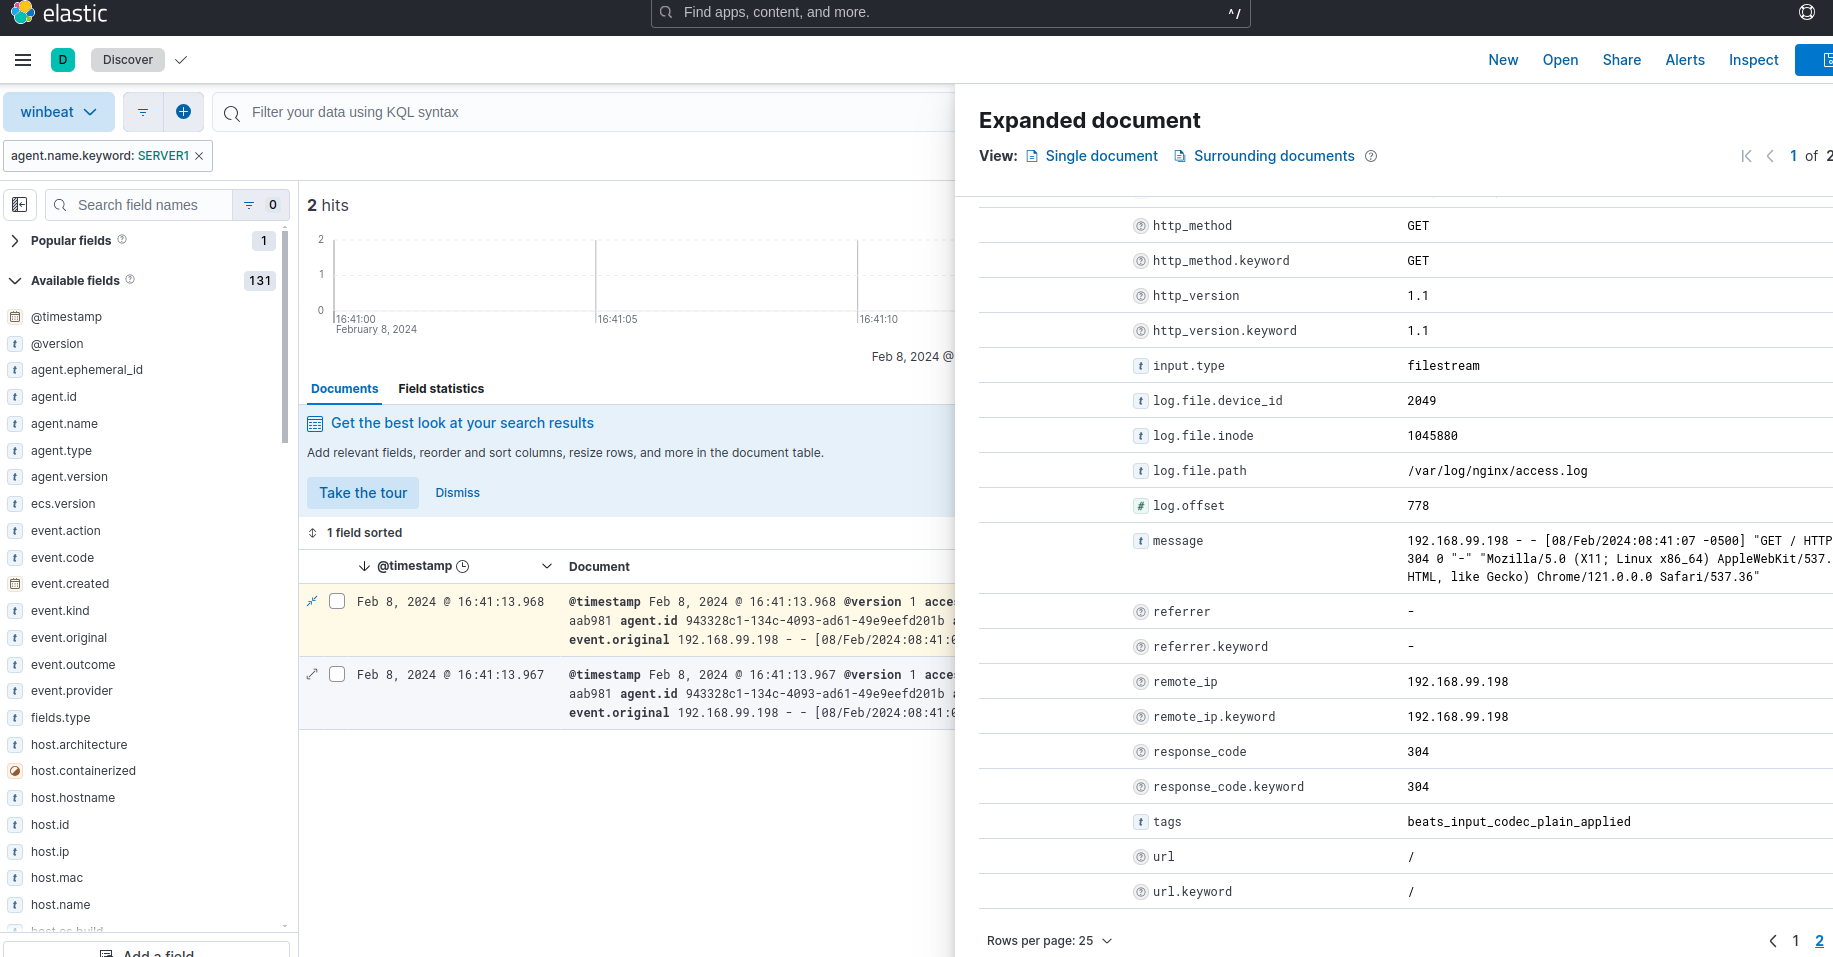 elastic
Find apps, content, and more.
^/
D
Discover
New
Open
Share
Alerts
Inspect
winbeat
Filter your data using KQL syntax
agent.name.keyword: SERVER1
Search field names
0
Popular fields
1
Available fields
131
@timestamp
@version
agent.ephemeral_id
agent.id
agent.name
agent.type
agent.version
ecs.version
event.action
event.code
event.created
event.kind
event.original
event.outcome
event.provider
fields.type
host.architecture
host.containerized
host.hostname
host.id
host.ip
host.mac
host.name
host.os.build
Add a field
2 hits
2
1
0
16:41:00
February 8, 2024
16:41:05
16:41:10
Feb 8, 2024 @
Documents
Field statistics
Get the best look at your search results
Add relevant fields, reorder and sort columns, resize rows, and more in the document table.
Take the tour
Dismiss
1 field sorted
@timestamp
Document
Feb 8, 2024 @ 16:41:13.968
@timestamp Feb 8, 2024 @ 16:41:13.968 @version 1 acce
aab981 agent.id 943328c1-134c-4093-ad61-49e9eefd201b
event.original 192.168.99.198 - - [08/Feb/2024:08:41:0
Feb 8, 2024 @ 16:41:13.967
@timestamp Feb 8, 2024 @ 16:41:13.967 @version 1 acce
aab981 agent.id 943328c1-134c-4093-ad61-49e9eefd201b
event.original 192.168.99.198 - - [08/Feb/2024:08:41:0
Expanded document
View:
Single document
Surrounding documents
1 of 2
http_method GET
http_method.keyword GET
http_version 1.1
http_version.keyword 1.1
input.type filestream
log.file.device_id 2049
log.file.inode 1045880
log.file.path /var/log/nginx/access.log
log.offset 778
message 192.168.99.198 - - [08/Feb/2024:08:41:07 -0500] "GET / HTTP
304 0 "-" "Mozilla/5.0 (X11; Linux x86_64) AppleWebKit/537.
HTML, like Gecko) Chrome/121.0.0.0 Safari/537.36"
referrer -
referrer.keyword -
remote_ip 192.168.99.198
remote_ip.keyword 192.168.99.198
response_code 304
response_code.keyword 304
tags beats_input_codec_plain_applied
url /
url.keyword /
Rows per page: 25
1
2